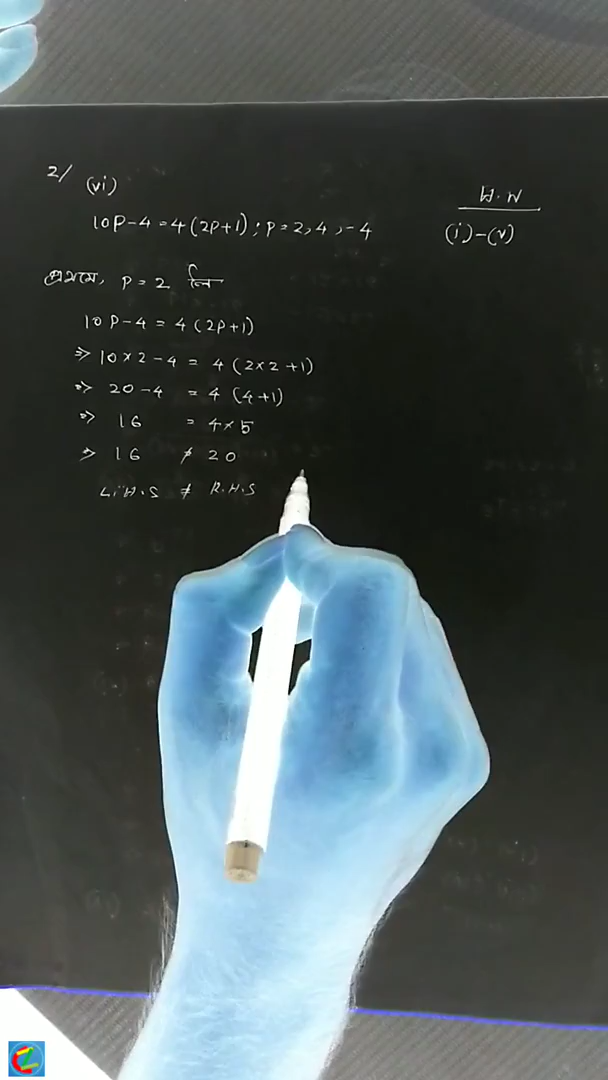 2/
(vi)
10P-4=4(2P+1); P=2,4,-4
H.W
(i)-(v)
প্ৰথমে, P=2 লৈ
10P-4 = 4(2P+1)
⇒ 10×2-4 = 4(2×2+1)
⇒ 20-4 = 4(4+1)
⇒ 16 = 4×5
⇒ 16 ≠ 20
L.H.S ≠ R.H.S